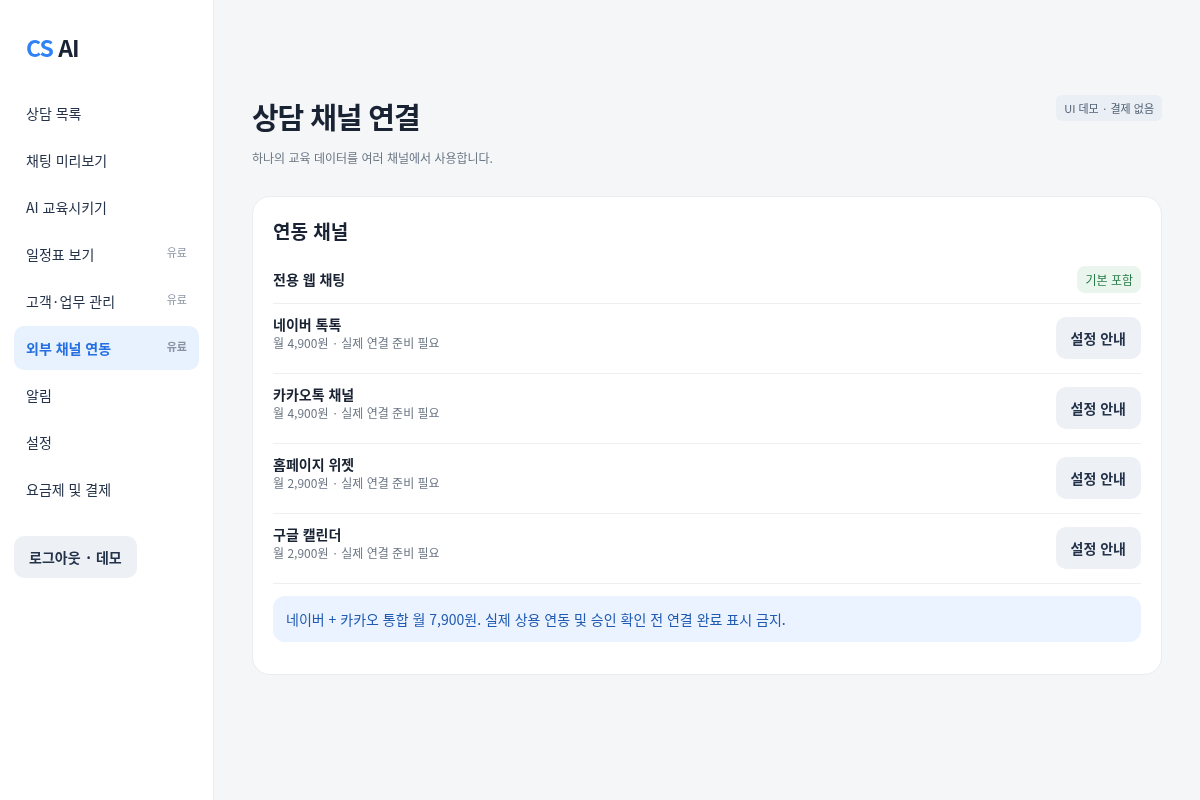 CS AI
상담 목록
채팅 미리보기
AI 교육시키기
일정표 보기 유료
고객·업무 관리 유료
외부 채널 연동 유료
알림
설정
요금제 및 결제
로그아웃 · 데모
상담 채널 연결
UI 데모 · 결제 없음
하나의 교육 데이터를 여러 채널에서 사용합니다.
연동 채널
전용 웹 채팅
기본 포함
네이버 톡톡
월 4,900원 · 실제 연결 준비 필요
설정 안내
카카오톡 채널
월 4,900원 · 실제 연결 준비 필요
설정 안내
홈페이지 위젯
월 2,900원 · 실제 연결 준비 필요
설정 안내
구글 캘린더
월 2,900원 · 실제 연결 준비 필요
설정 안내
네이버 + 카카오 통합 월 7,900원. 실제 상용 연동 및 승인 확인 전 연결 완료 표시 금지.